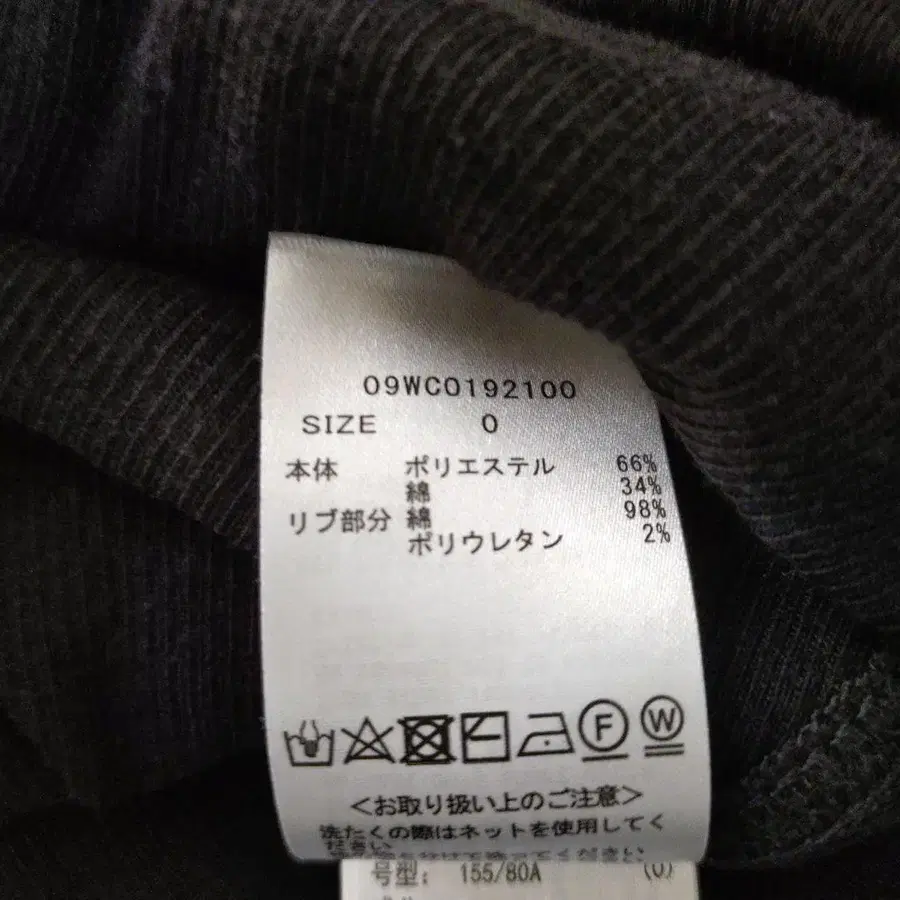 09WC0192100
SIZE 0
本体 ポリエステル 66%
綿 34%
リブ部分 綿 98%
ポリウレタン 2%
F W
<お取り扱い上のご注意>
洗たくの際はネットを使用してく
ださい
号型: 155/80A (0)